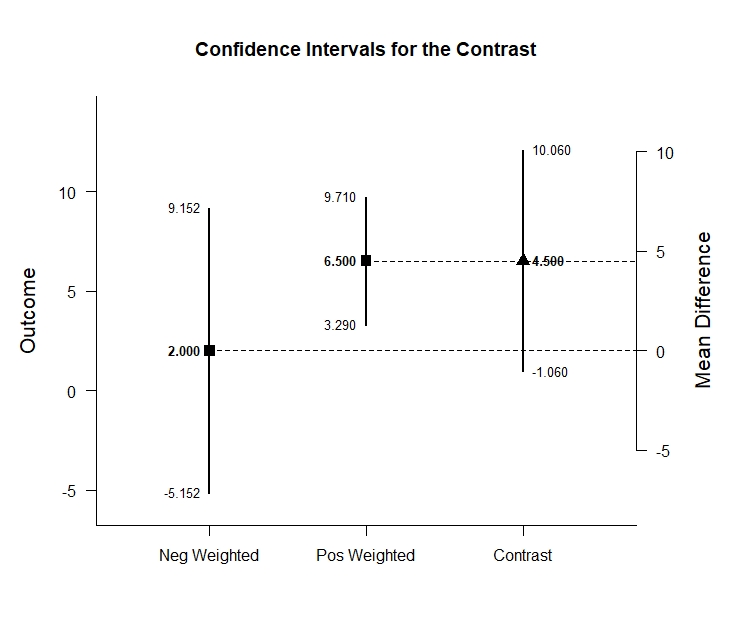 Confidence Intervals for the Contrast
10.060
10
9.710
10
9.152
5
6.500
4.500
5
3.290
2.000
0
-1.060
0
-5
-5.152
-5
Outcome
Mean Difference
Neg Weighted
Pos Weighted
Contrast